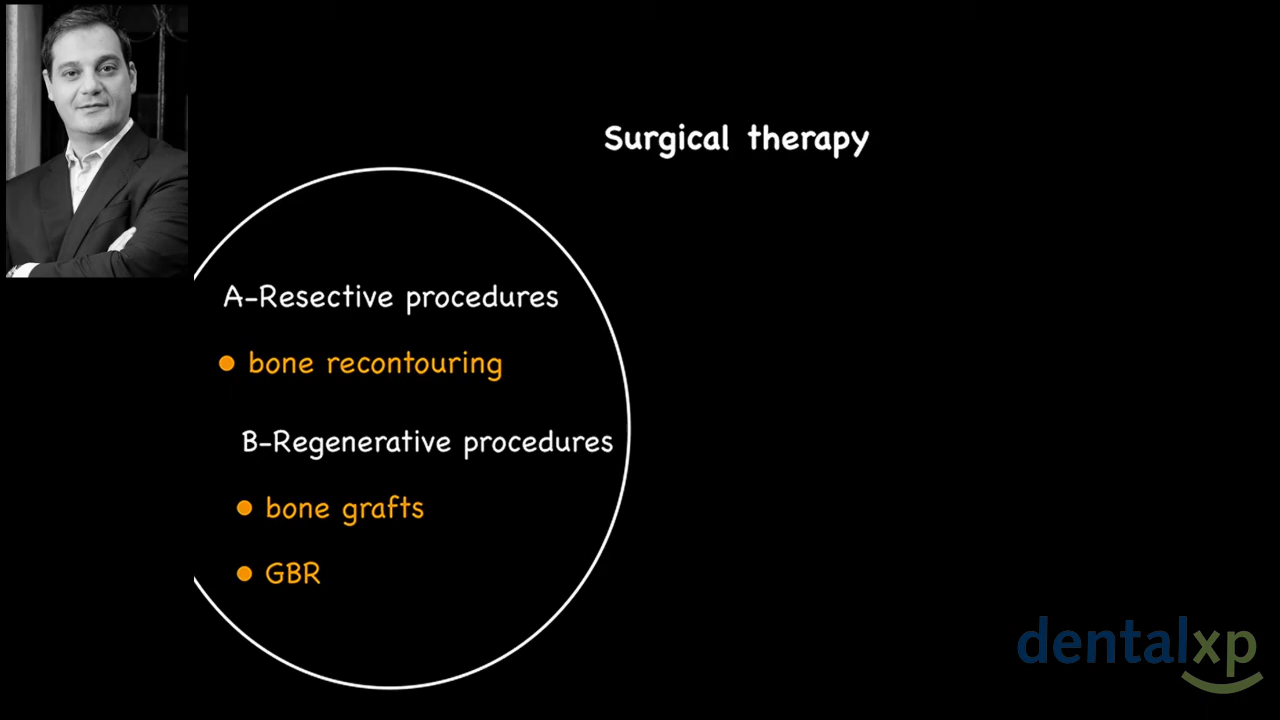 Surgical therapy
A-Resective procedures
bone recontouring
B-Regenerative procedures
bone grafts
GBR
dentalxp